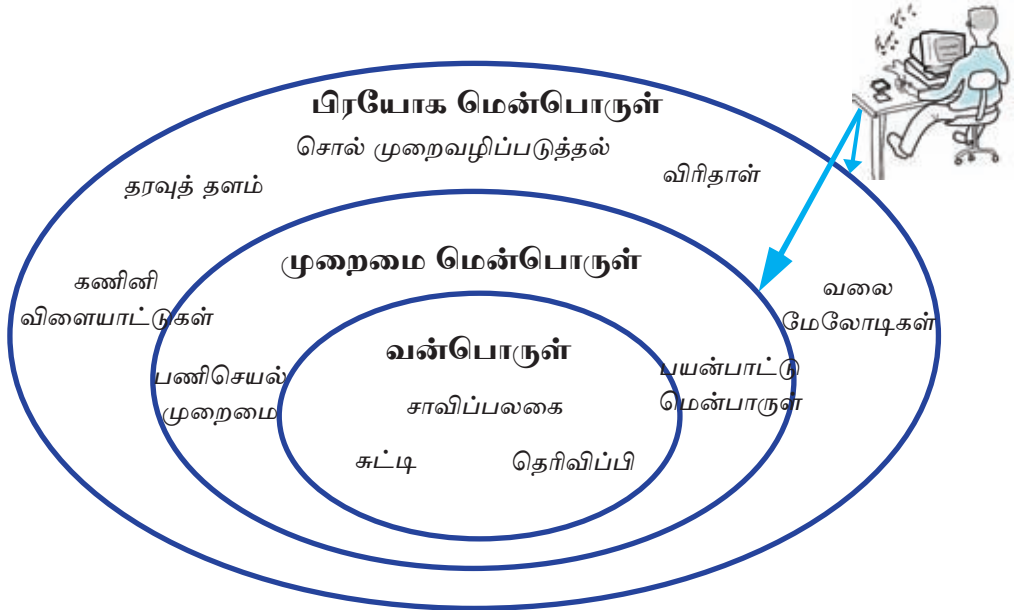 பிரயோக மென்பொருள்
சொல் முறைவழிப்படுத்தல்
தரவுத் தளம்
விரிதாள்
முறைமை மென்பொருள்
கணினி
விளையாட்டுகள்
வலை
மேலோடிகள்
வன்பொருள்
பணிசெயல்
முறைமை
பயன்பாட்டு
மென்பாருள்
சாவிப்பலகை
சுட்டி
தெரிவிப்பி